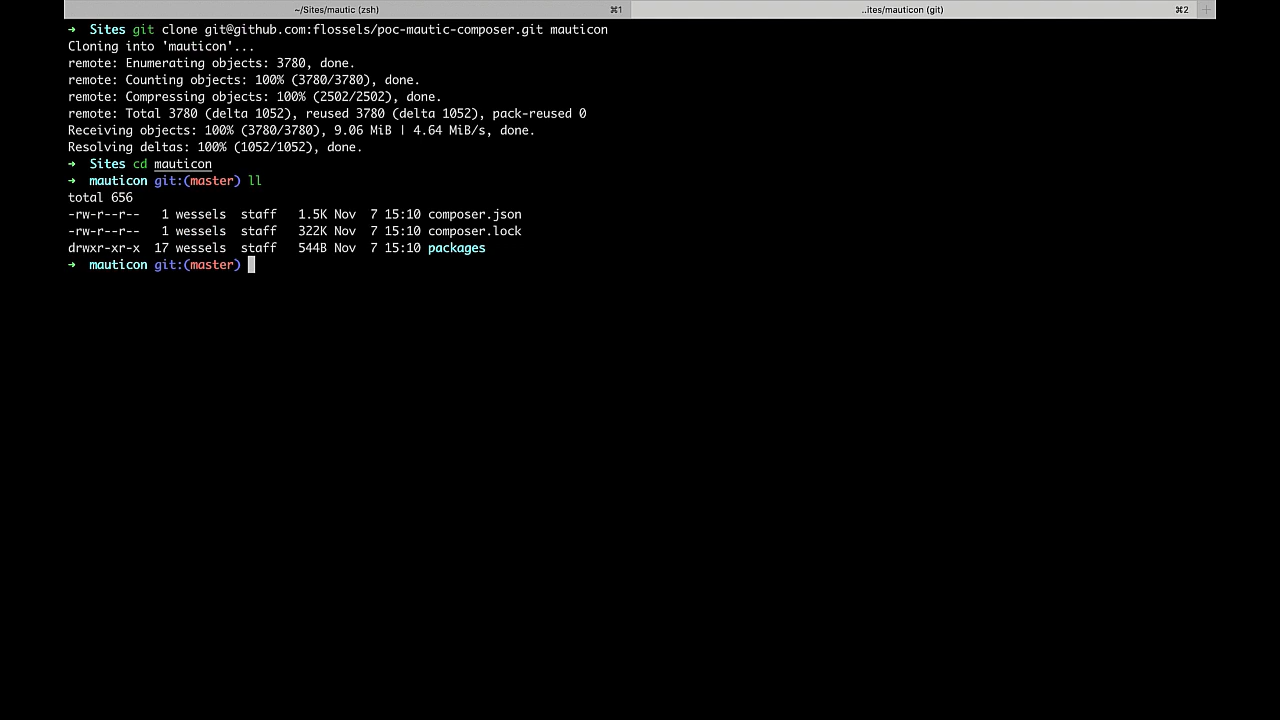 ~/Sites/mautic (zsh) ⌘1 ..ites/mauticon (git) ⌘2 +
➜ Sites git clone git@github.com:flossels/poc-mautic-composer.git mauticon
Cloning into 'mauticon'...
remote: Enumerating objects: 3780, done.
remote: Counting objects: 100% (3780/3780), done.
remote: Compressing objects: 100% (2502/2502), done.
remote: Total 3780 (delta 1052), reused 3780 (delta 1052), pack-reused 0
Receiving objects: 100% (3780/3780), 9.06 MiB | 4.64 MiB/s, done.
Resolving deltas: 100% (1052/1052), done.
➜ Sites cd mauticon
➜ mauticon git:(master) ll
total 656
-rw-r--r-- 1 wessels staff 1.5K Nov 7 15:10 composer.json
-rw-r--r-- 1 wessels staff 322K Nov 7 15:10 composer.lock
drwxr-xr-x 17 wessels staff 544B Nov 7 15:10 packages
➜ mauticon git:(master)